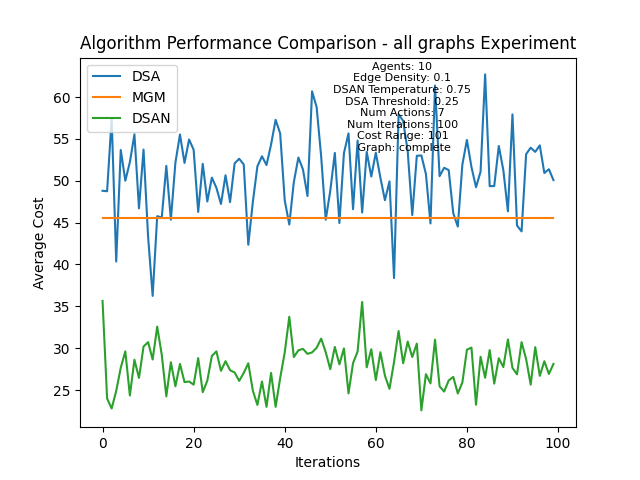 Algorithm Performance Comparison - all graphs Experiment
DSA
MGM
DSAN
Agents: 10
Edge Density: 0.1
DSAN Temperature: 0.75
DSA Threshold: 0.25
Num Actions: 7
Num Iterations: 100
Cost Range: 101
Graph: complete
Average Cost
60
55
50
45
40
35
30
25
0
20
40
60
80
100
Iterations